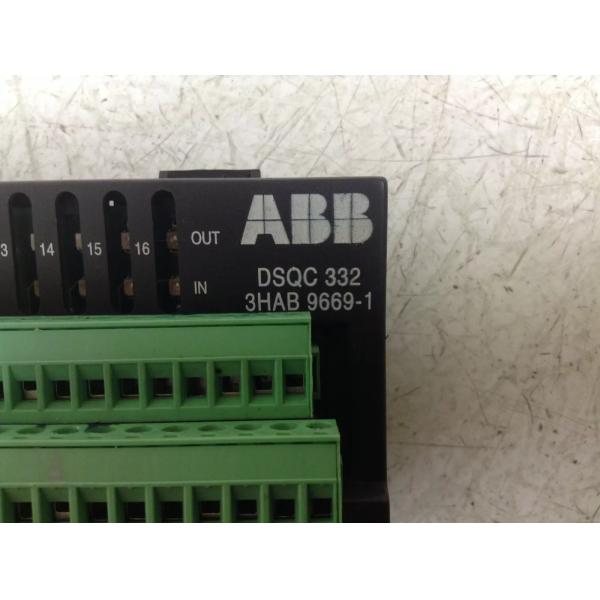 ABB
3 14 15 16 OUT
IN
DSQC 332
3HAB 9669-1